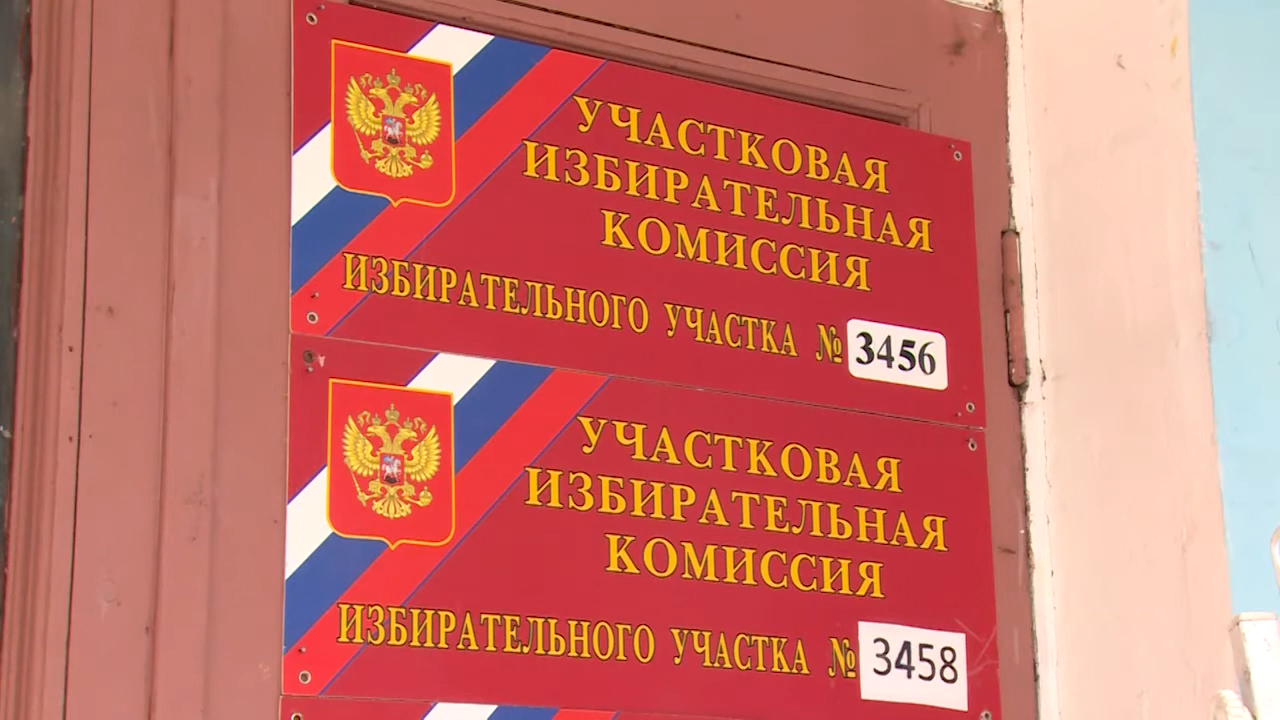 УЧАСТКОВАЯ
ИЗБИРАТЕЛЬНАЯ
КОМИССИЯ
ИЗБИРАТЕЛЬНОГО УЧАСТКА № 3456
УЧАСТКОВАЯ
ИЗБИРАТЕЛЬНАЯ
КОМИССИЯ
ИЗБИРАТЕЛЬНОГО УЧАСТКА № 3458